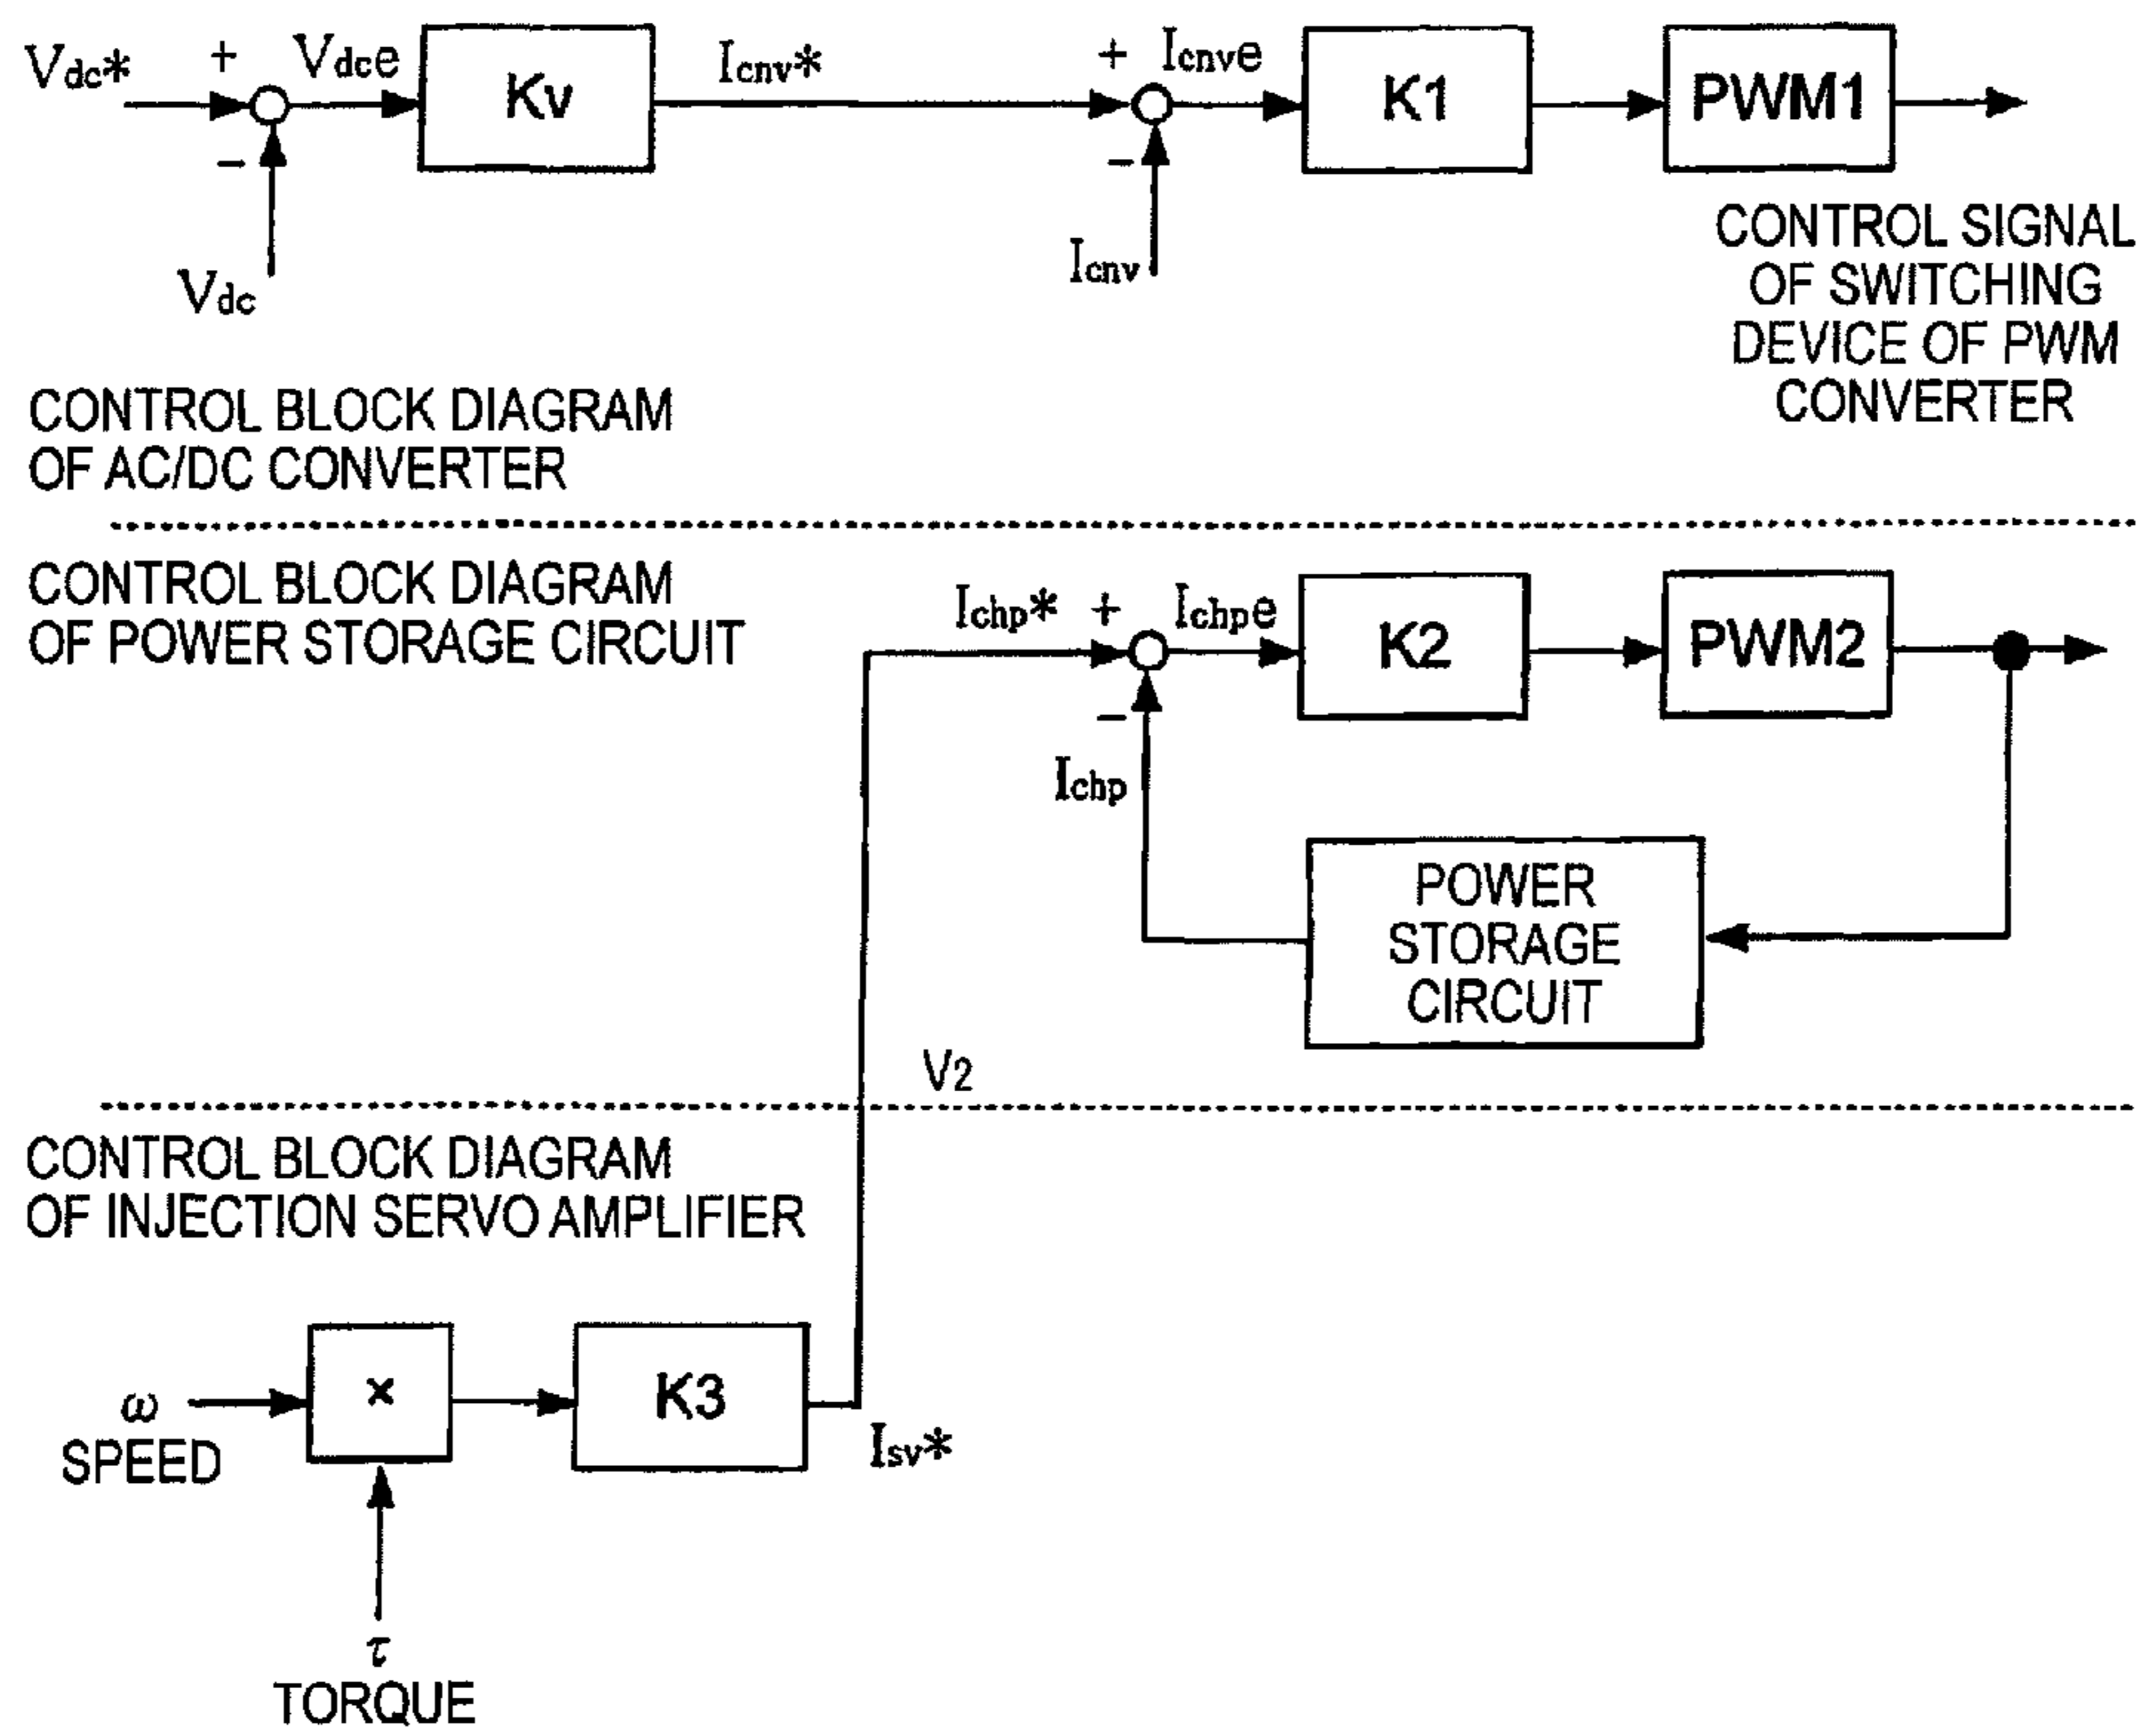 Vdc* + Vdce Kv Icnv* + Icnve K1 PWM1
− −
Vdc Icnv
CONTROL SIGNAL
OF SWITCHING
DEVICE OF PWM
CONVERTER
CONTROL BLOCK DIAGRAM
OF AC/DC CONVERTER
CONTROL BLOCK DIAGRAM
OF POWER STORAGE CIRCUIT
Ichp* + Ichpe K2 PWM2
−
Ichp
POWER
STORAGE
CIRCUIT
V2
CONTROL BLOCK DIAGRAM
OF INJECTION SERVO AMPLIFIER
ω × K3
SPEED
Isv*
τ
TORQUE